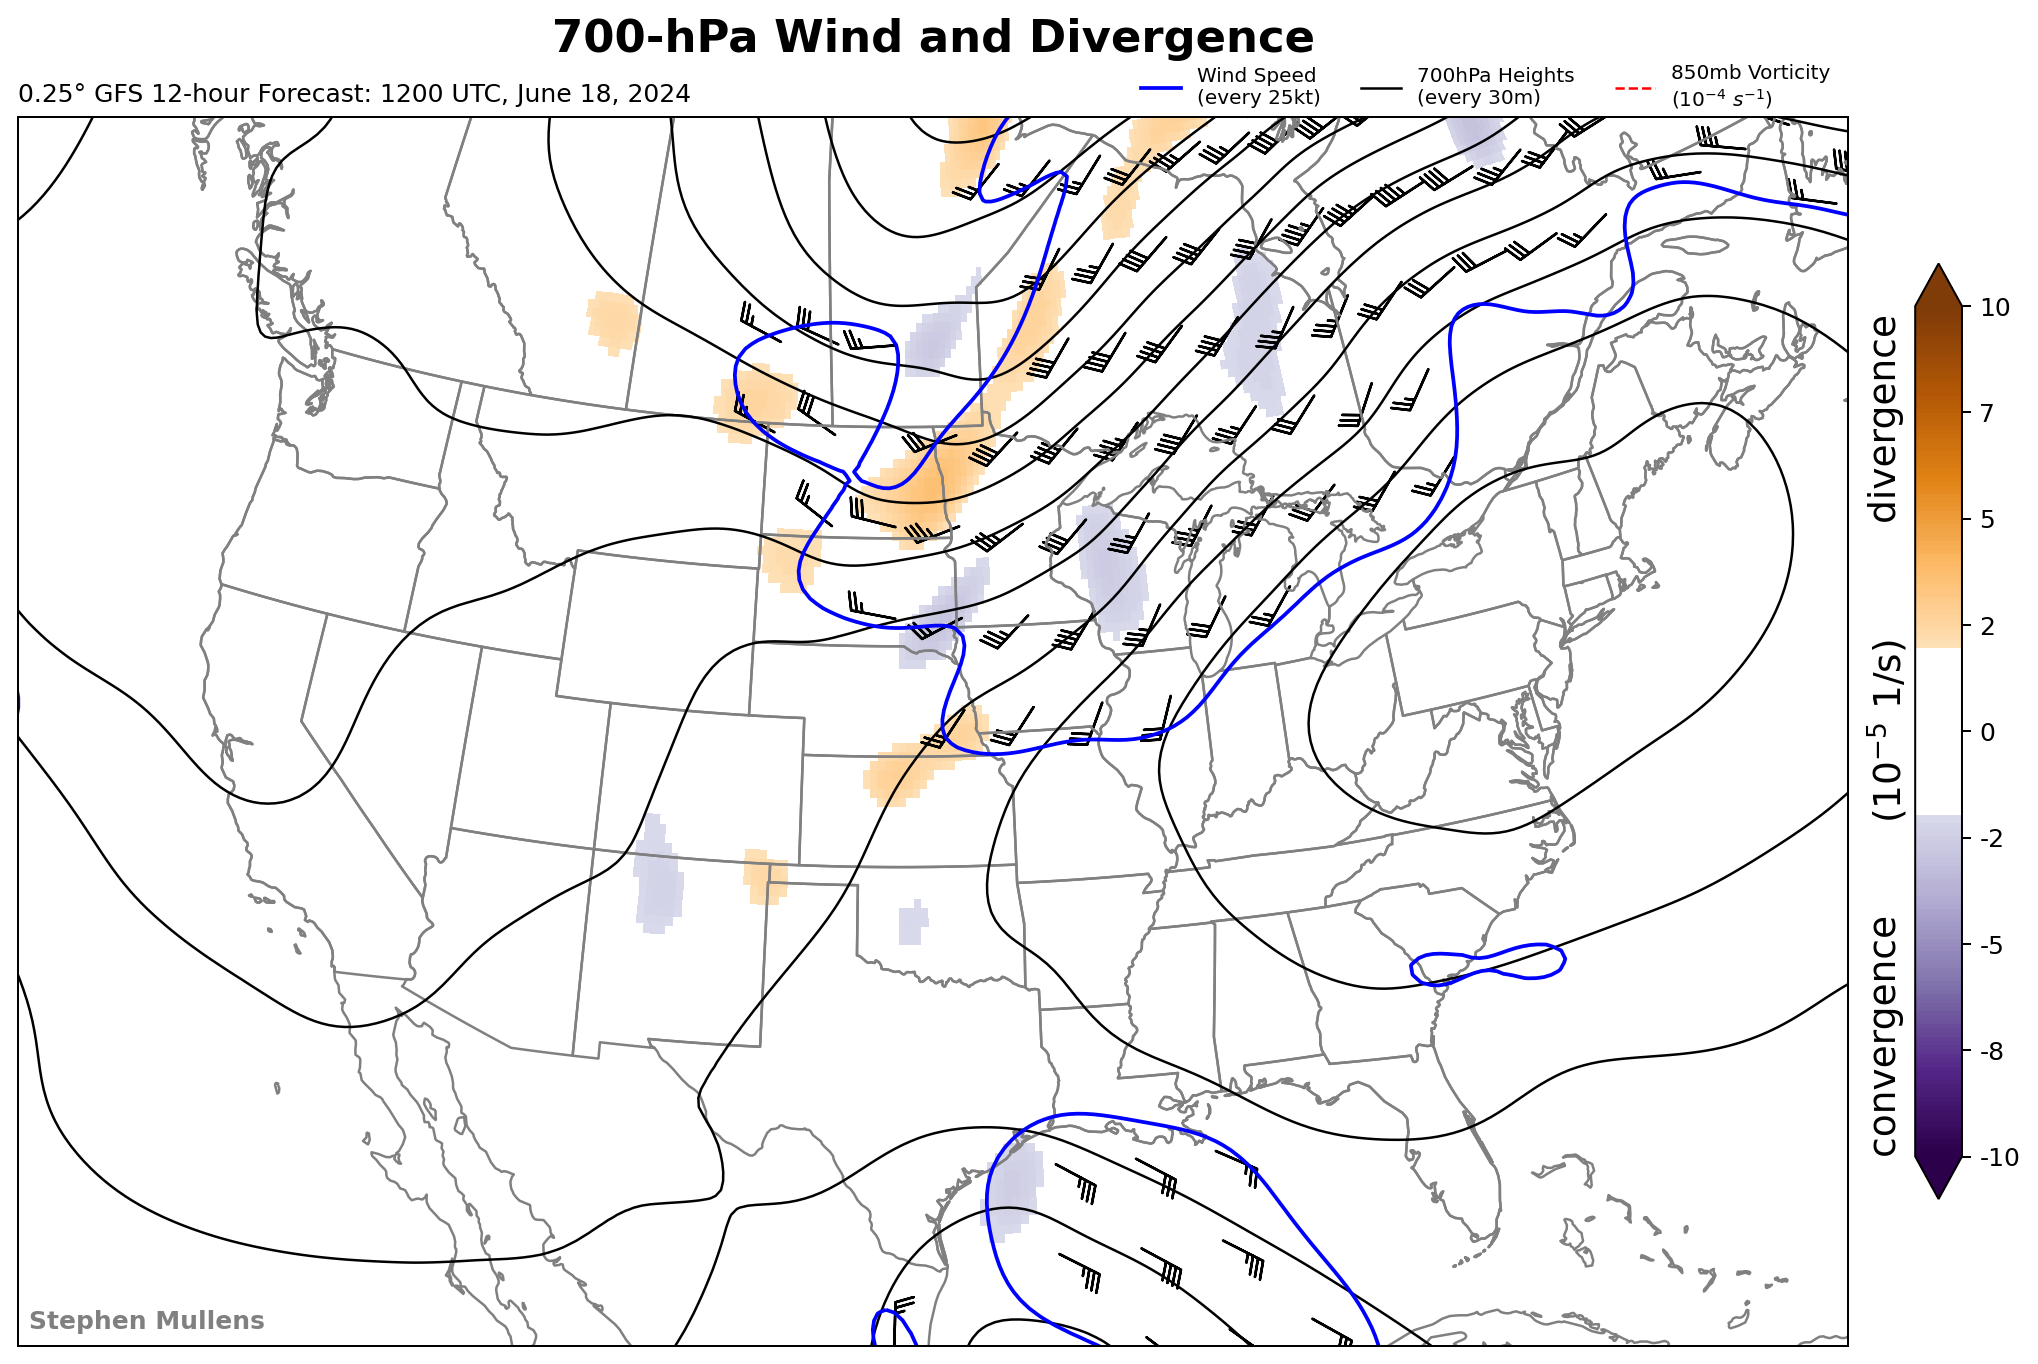 700-hPa Wind and Divergence
0.25° GFS 12-hour Forecast: 1200 UTC, June 18, 2024
Wind Speed
(every 25kt)
700hPa Heights
(every 30m)
850mb Vorticity
(10⁻⁴ s⁻¹)
10
7
5
2
0
-2
-5
-8
-10
convergence (10⁻⁵ 1/s) divergence
Stephen Mullens